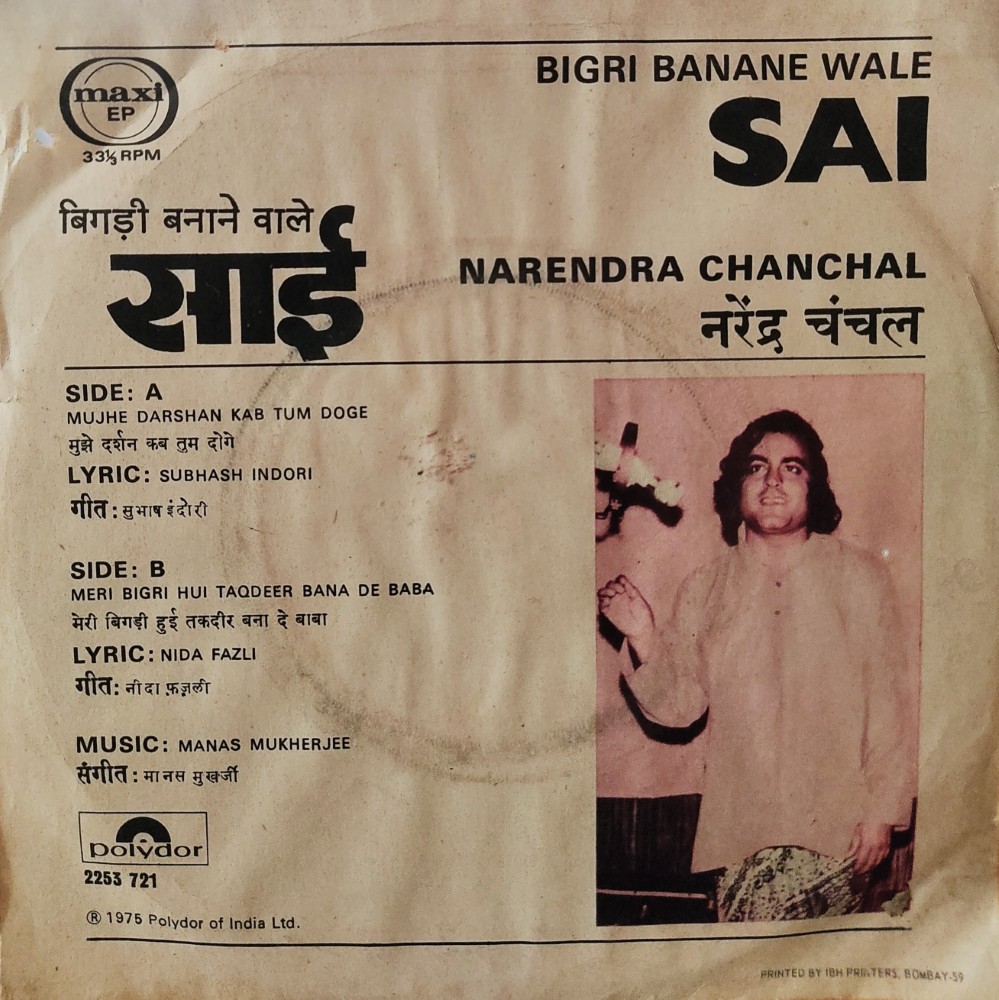 maxi
EP
33⅓ RPM
BIGRI BANANE WALE
SAI
बिगड़ी बनाने वाले
साई
NARENDRA CHANCHAL
नरेंद्र चंचल
SIDE: A
MUJHE DARSHAN KAB TUM DOGE
मुझे दर्शन कब तुम दोगे
LYRIC: SUBHASH INDORI
गीत: सुभाष इंदोरी
SIDE: B
MERI BIGRI HUI TAQDEER BANA DE BABA
मेरी बिगड़ी हुई तकदीर बना दे बाबा
LYRIC: NIDA FAZLI
गीत: नीदा फ़ज़ली
MUSIC: MANAS MUKHERJEE
संगीत: मानस मुखर्जी
polydor
2253 721
Ⓡ 1975 Polydor of India Ltd.
PRINTED BY IBH PRINTERS, BOMBAY-59